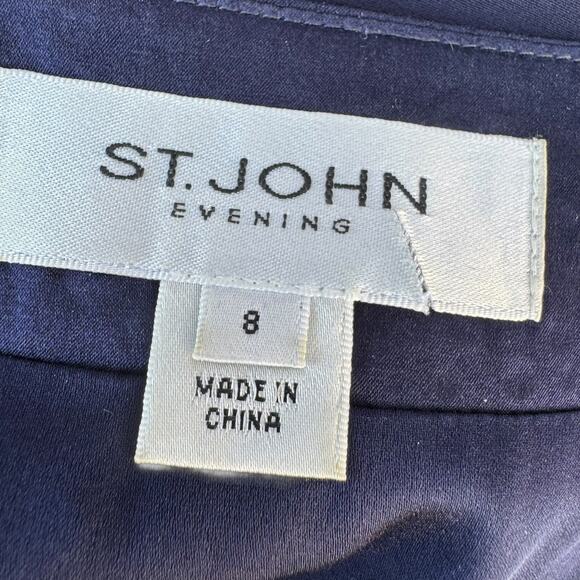 ST. JOHN
EVENING
8
MADE IN
CHINA